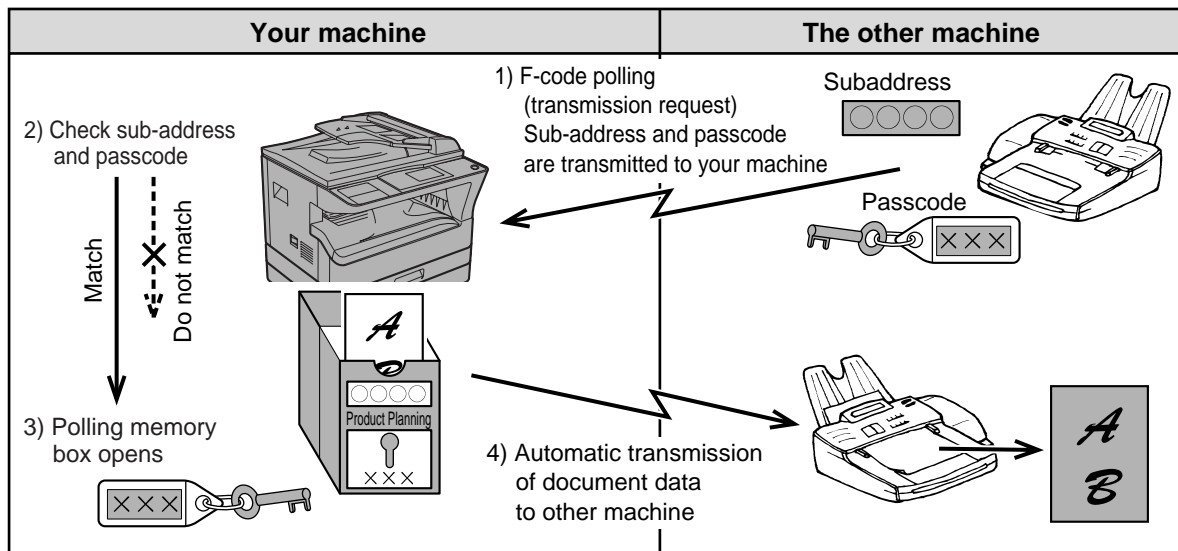 Your machine
The other machine
1) F-code polling
(transmission request)
Sub-address and passcode
are transmitted to your machine
Subaddress
Passcode
× × ×
2) Check sub-address
and passcode
Match
Do not match
A
Product Planning
× × ×
3) Polling memory
box opens
× × ×
4) Automatic transmission
of document data
to other machine
A
B